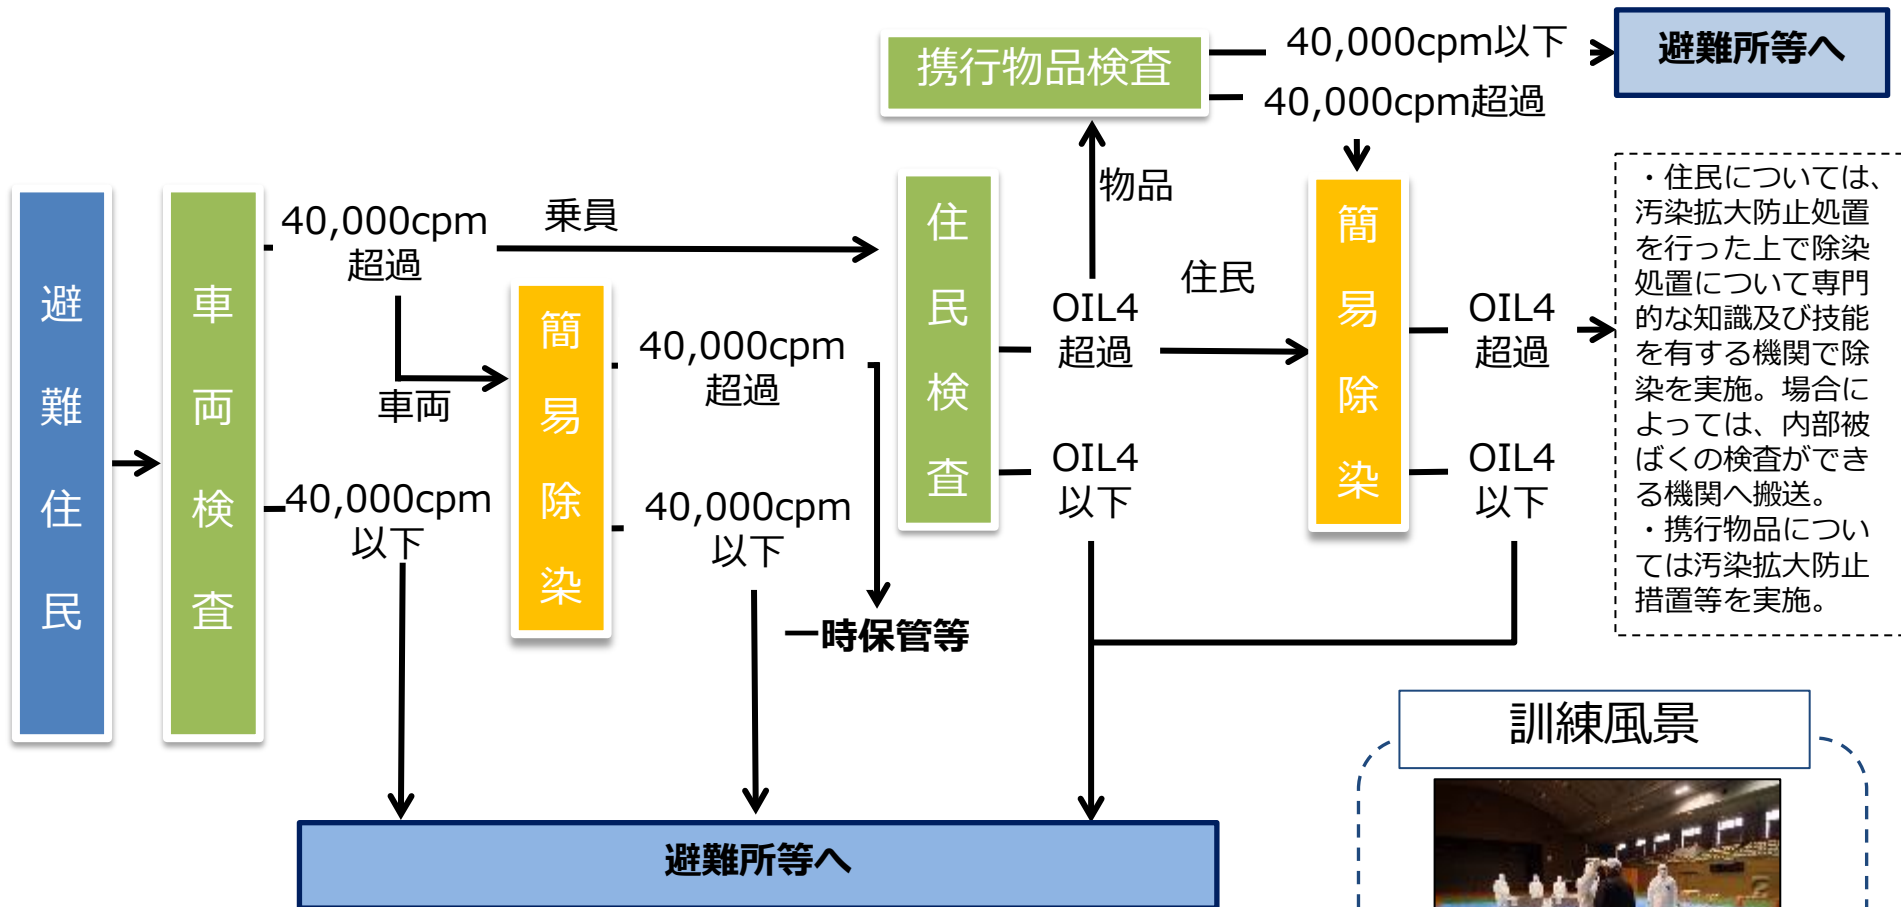 避難住民
車両検査
40,000cpm
超過
40,000cpm
以下
乗員
車両
簡易除染
40,000cpm
超過
40,000cpm
以下
一時保管等
住民検査
物品
OIL4
超過
OIL4
以下
携行物品検査
40,000cpm以下
40,000cpm超過
避難所等へ
住民
簡易除染
OIL4
超過
OIL4
以下
・住民については、
汚染拡大防止処置
を行った上で除染
処置について専門
的な知識及び技能
を有する機関で除
染を実施。場合に
よっては、内部被
ばくの検査ができ
る機関へ搬送。
・携行物品につい
ては汚染拡大防止
措置等を実施。
避難所等へ
訓練風景